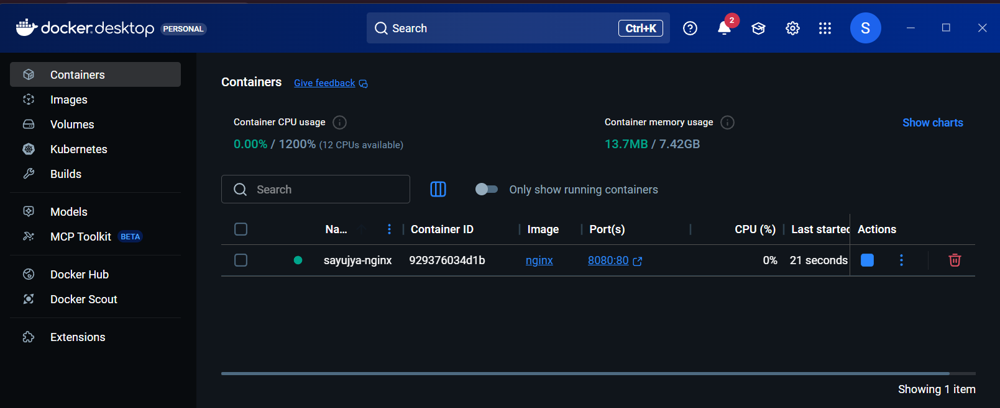 docker.desktop PERSONAL Search Ctrl+K 2 S
Containers
Images
Volumes
Kubernetes
Builds
Models
MCP Toolkit BETA
Docker Hub
Docker Scout
Extensions
Containers Give feedback
Container CPU usage
0.00% / 1200% (12 CPUs available)
Container memory usage
13.7MB / 7.42GB
Show charts
Search
Only show running containers
Na... Container ID Image Port(s) CPU (%) Last started Actions
sayujya-nginx 929376034d1b nginx 8080:80 0% 21 seconds
Showing 1 item